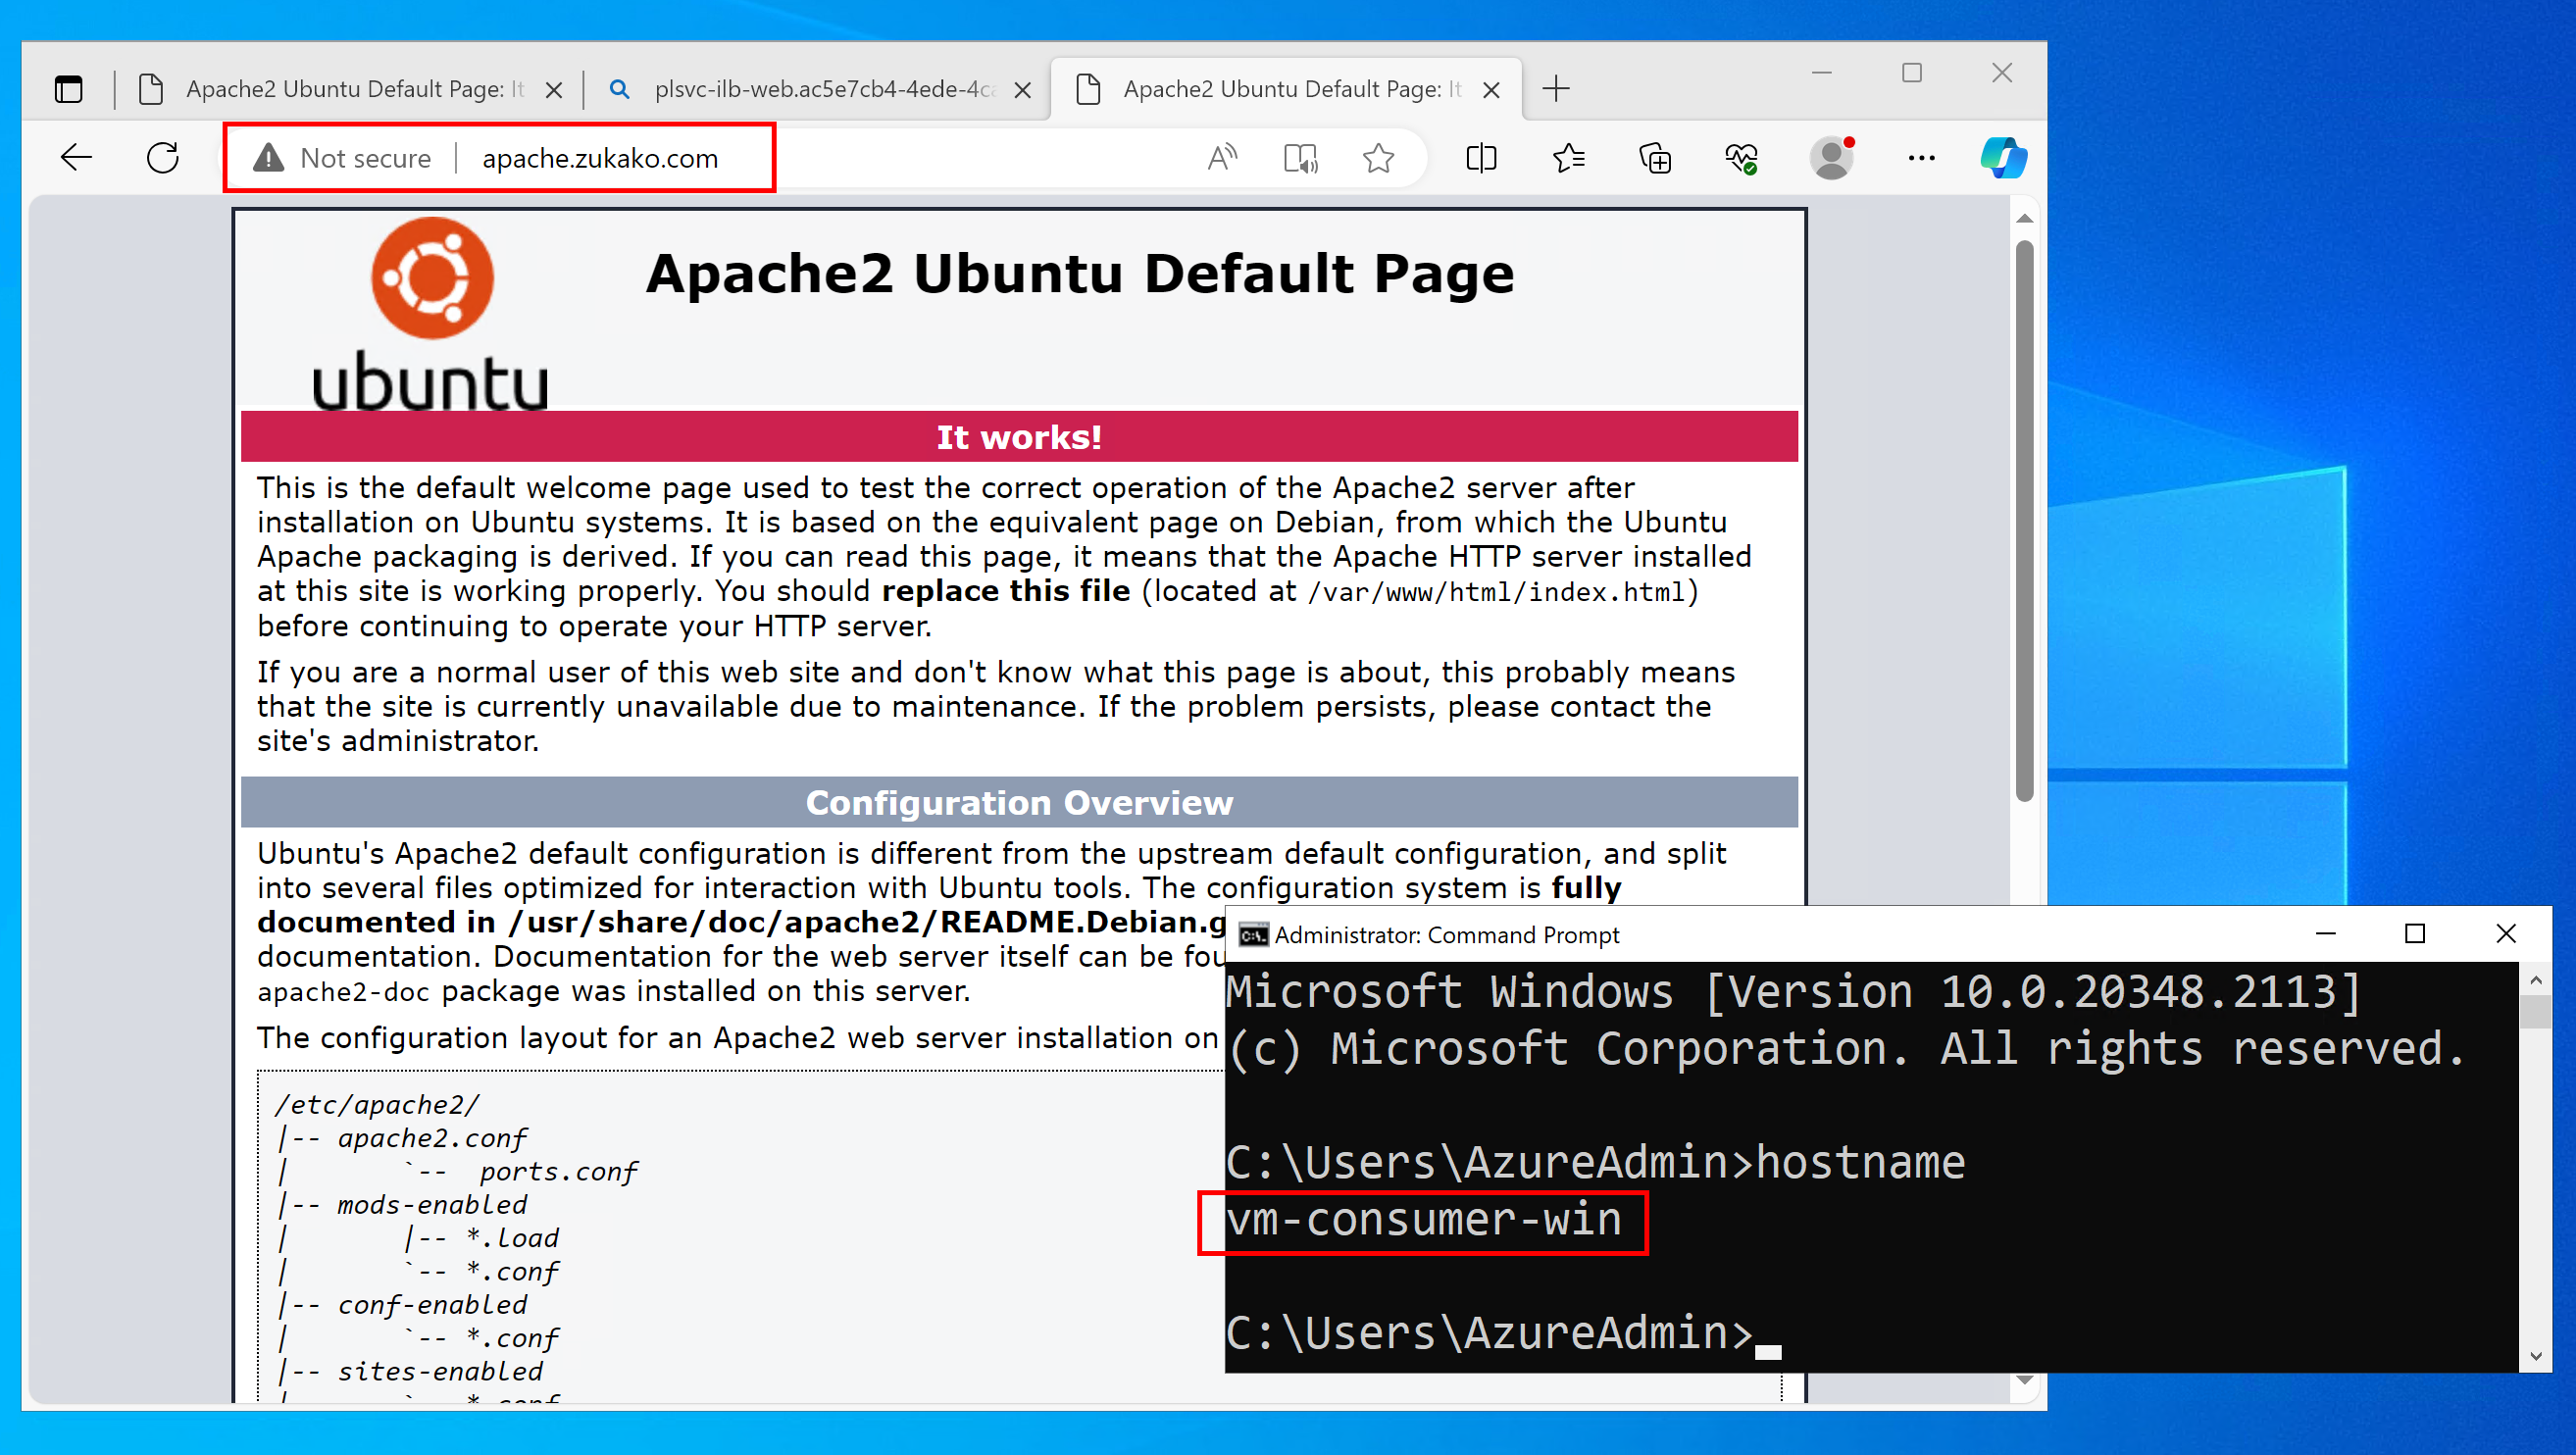 Apache2 Ubuntu Default Page: It
plsvc-ilb-web.ac5e7cb4-4ede-4ca
Apache2 Ubuntu Default Page: It
Not secure
apache.zukako.com
ubuntu
Apache2 Ubuntu Default Page
It works!
This is the default welcome page used to test the correct operation of the Apache2 server after
installation on Ubuntu systems. It is based on the equivalent page on Debian, from which the Ubuntu
Apache packaging is derived. If you can read this page, it means that the Apache HTTP server installed
at this site is working properly. You should replace this file (located at /var/www/html/index.html)
before continuing to operate your HTTP server.
If you are a normal user of this web site and don't know what this page is about, this probably means
that the site is currently unavailable due to maintenance. If the problem persists, please contact the
site's administrator.
Configuration Overview
Ubuntu's Apache2 default configuration is different from the upstream default configuration, and split
into several files optimized for interaction with Ubuntu tools. The configuration system is fully
documented in /usr/share/doc/apache2/README.Debian.g
documentation. Documentation for the web server itself can be fou
apache2-doc package was installed on this server.
The configuration layout for an Apache2 web server installation on
/etc/apache2/
|-- apache2.conf
|       `--  ports.conf
|-- mods-enabled
|       |-- *.load
|       `-- *.conf
|-- conf-enabled
|       `-- *.conf
|-- sites-enabled
|       `-- *.conf
Administrator: Command Prompt
Microsoft Windows [Version 10.0.20348.2113]
(c) Microsoft Corporation. All rights reserved.
C:\Users\AzureAdmin>hostname
vm-consumer-win
C:\Users\AzureAdmin>